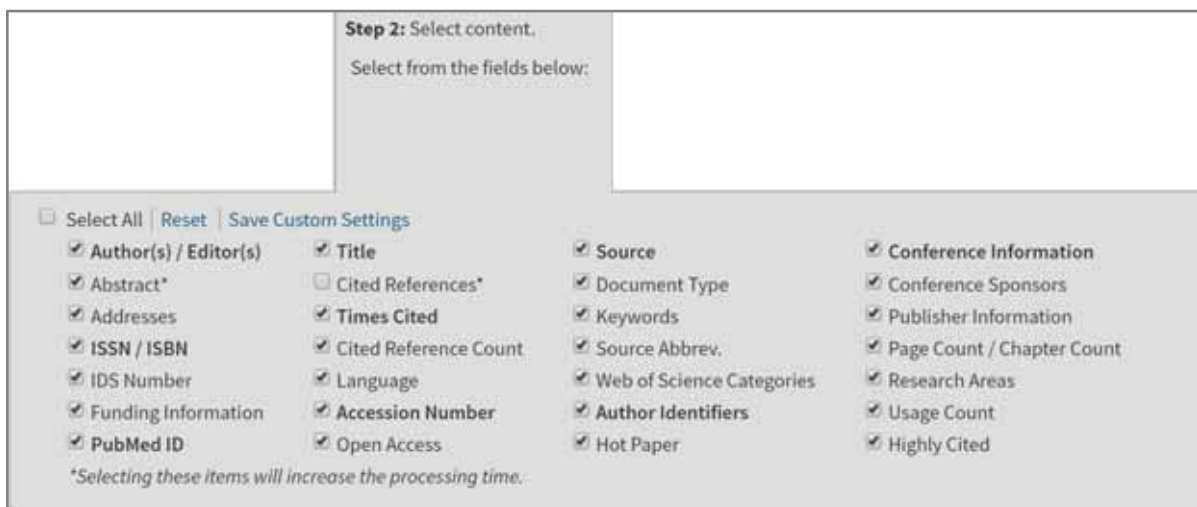 Step 2: Select content.
Select from the fields below:
Select All | Reset | Save Custom Settings
Author(s) / Editor(s) Title Source Conference Information
Abstract* Cited References* Document Type Conference Sponsors
Addresses Times Cited Keywords Publisher Information
ISSN / ISBN Cited Reference Count Source Abbrev. Page Count / Chapter Count
IDS Number Language Web of Science Categories Research Areas
Funding Information Accession Number Author Identifiers Usage Count
PubMed ID Open Access Hot Paper Highly Cited
*Selecting these items will increase the processing time.